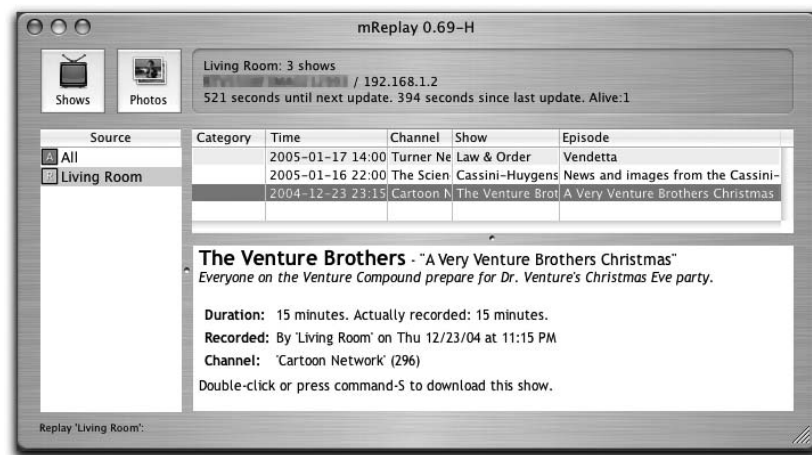 mReplay 0.69-H
Shows
Photos
Living Room: 3 shows
/ 192.168.1.2
521 seconds until next update. 394 seconds since last update. Alive:1
Source
A All
R Living Room
Category Time Channel Show Episode
2005-01-17 14:00 Turner Ne Law & Order Vendetta
2005-01-16 22:00 The Scien Cassini-Huygens News and images from the Cassini-
2004-12-23 23:15 Cartoon N The Venture Brot A Very Venture Brothers Christmas
The Venture Brothers - "A Very Venture Brothers Christmas"
Everyone on the Venture Compound prepare for Dr. Venture's Christmas Eve party.
Duration: 15 minutes. Actually recorded: 15 minutes.
Recorded: By 'Living Room' on Thu 12/23/04 at 11:15 PM
Channel: 'Cartoon Network' (296)
Double-click or press command-S to download this show.
Replay 'Living Room':